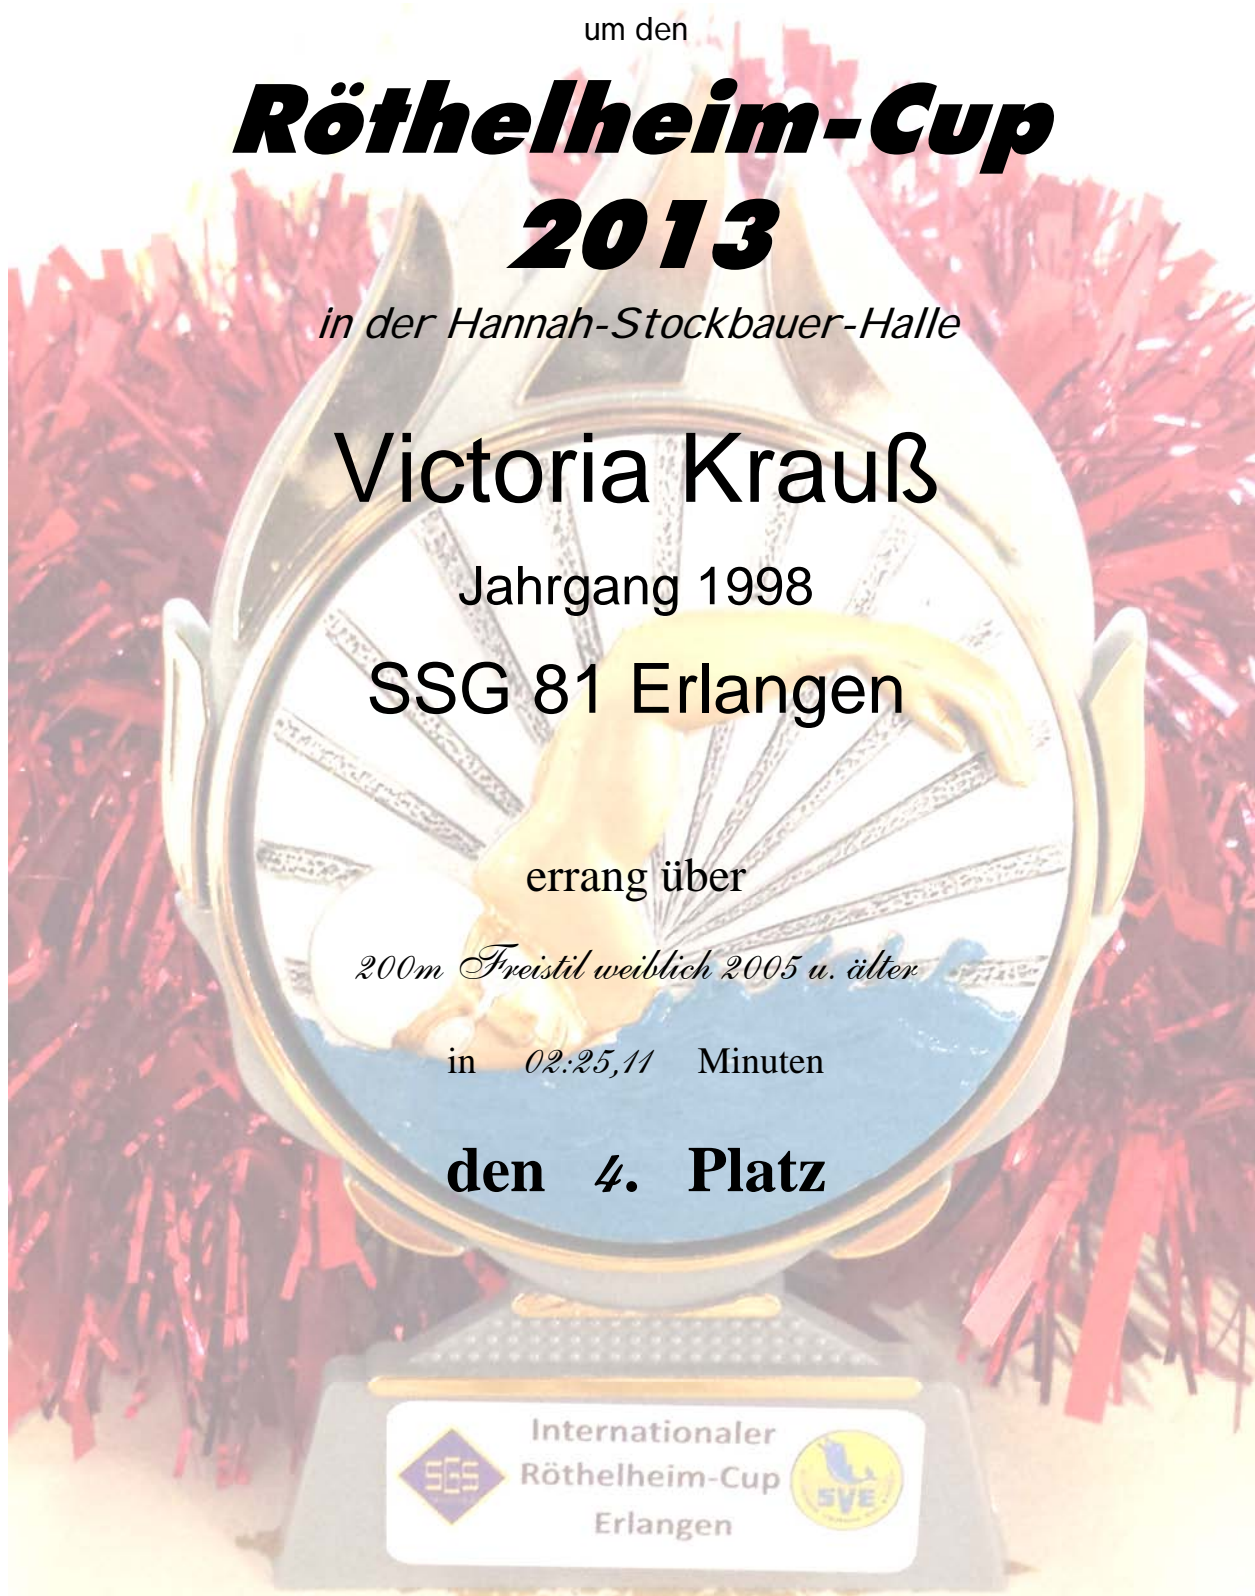 um den
Röthelheim-Cup
2013
in der Hannah-Stockbauer-Halle
Victoria Krauß
Jahrgang 1998
SSG 81 Erlangen
errang über
200m Freistil weiblich 2005 u. älter
in 02:25,11 Minuten
den 4. Platz
Internationaler
SGS Röthelheim-Cup SVE
Erlangen